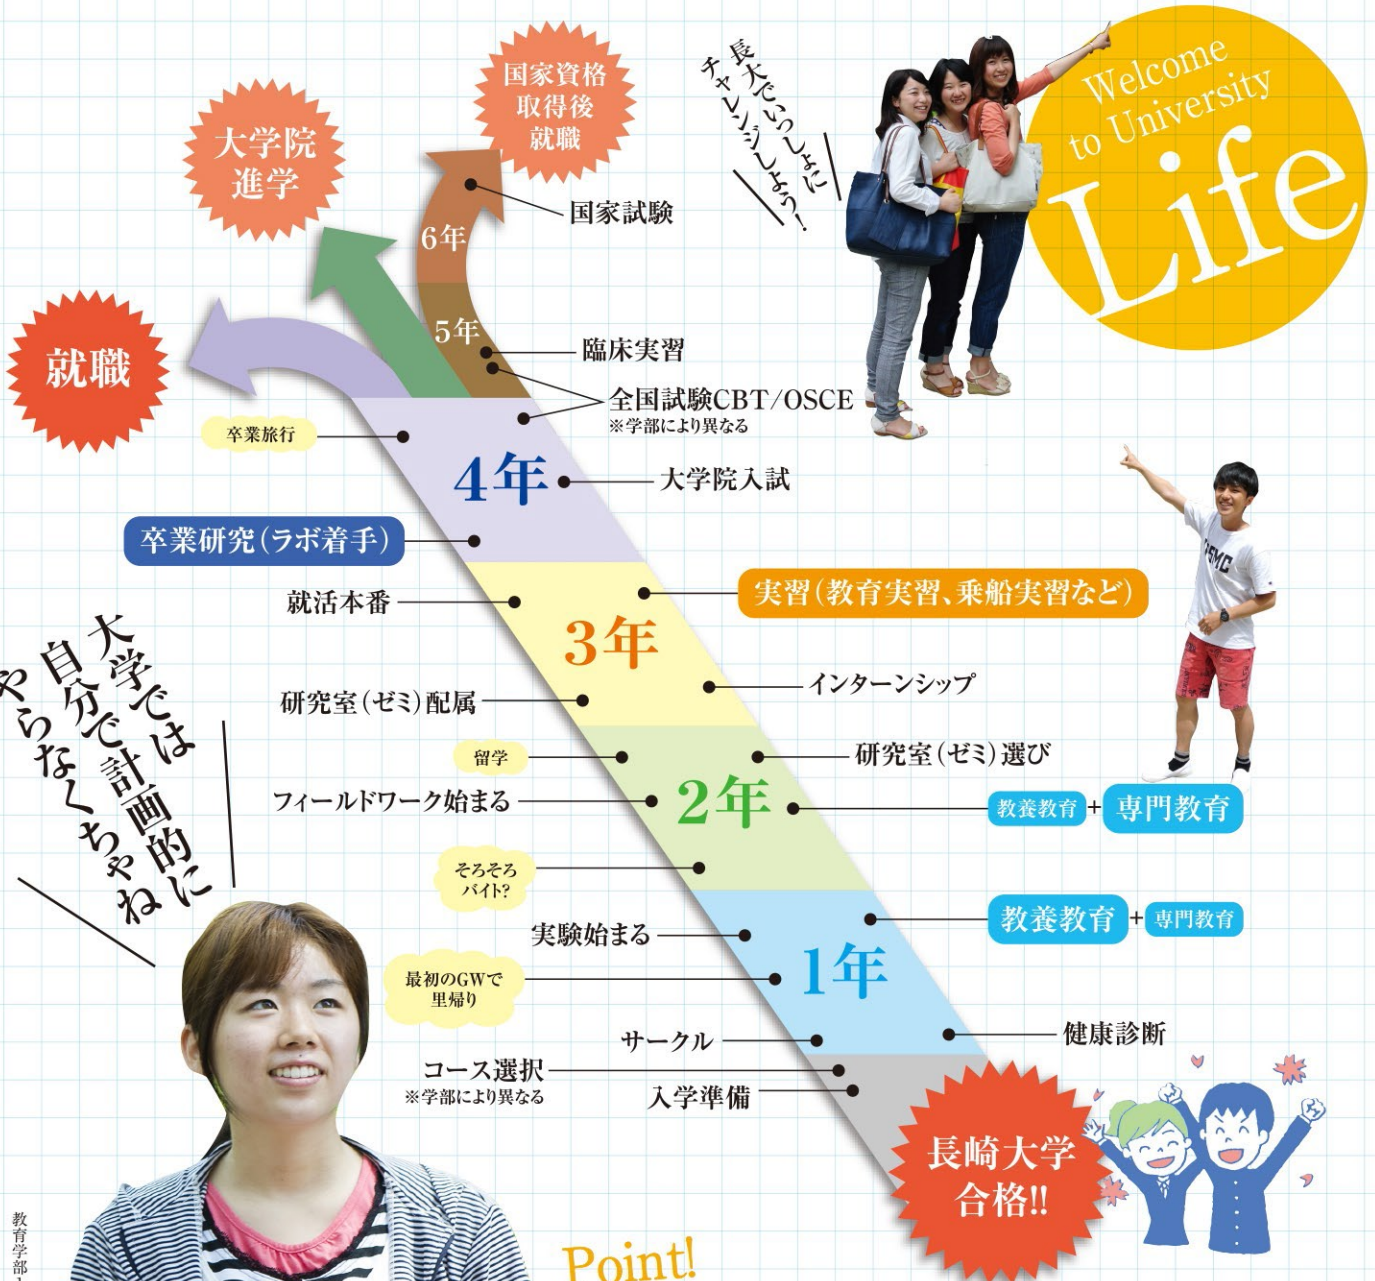 Welcome
to University
Life
長大でいっしょに
チャレンジしよう！
国家資格
取得後
就職
大学院
進学
国家試験
6年
5年
就職
臨床実習
全国試験CBT/OSCE
※学部により異なる
卒業旅行
4年
大学院入試
卒業研究（ラボ着手）
就活本番
実習（教育実習、乗船実習など）
3年
研究室（ゼミ）配属
インターンシップ
留学
研究室（ゼミ）選び
フィールドワーク始まる
2年
教養教育+専門教育
そろそろ
バイト?
教養教育+専門教育
実験始まる
1年
最初のGWで
里帰り
サークル
健康診断
コース選択
※学部により異なる
入学準備
長崎大学
合格!!
大学では
自分で計画的に
やらなくちゃね
教育学部
Point!